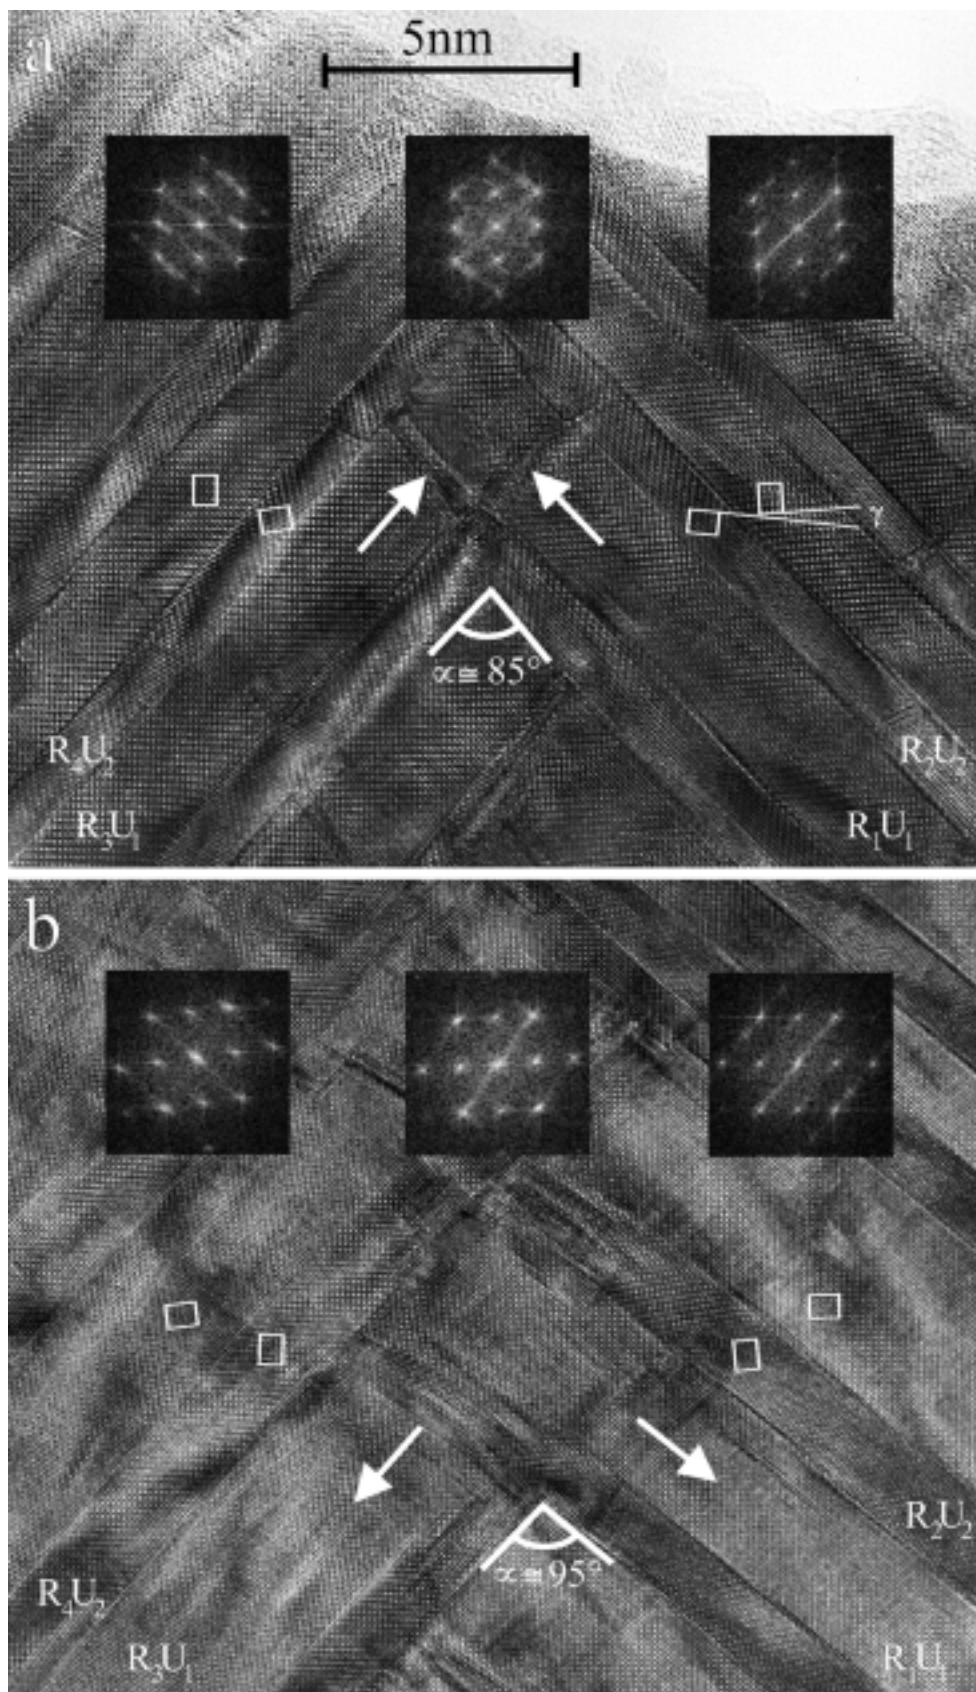 a
5nm
γ
∝≅85°
R₄U₂
R₂U₂
R₃U₁
R₁U₁
b
∝≅95°
R₂U₂
R₄U₂
R₃U₁
R₁U₁